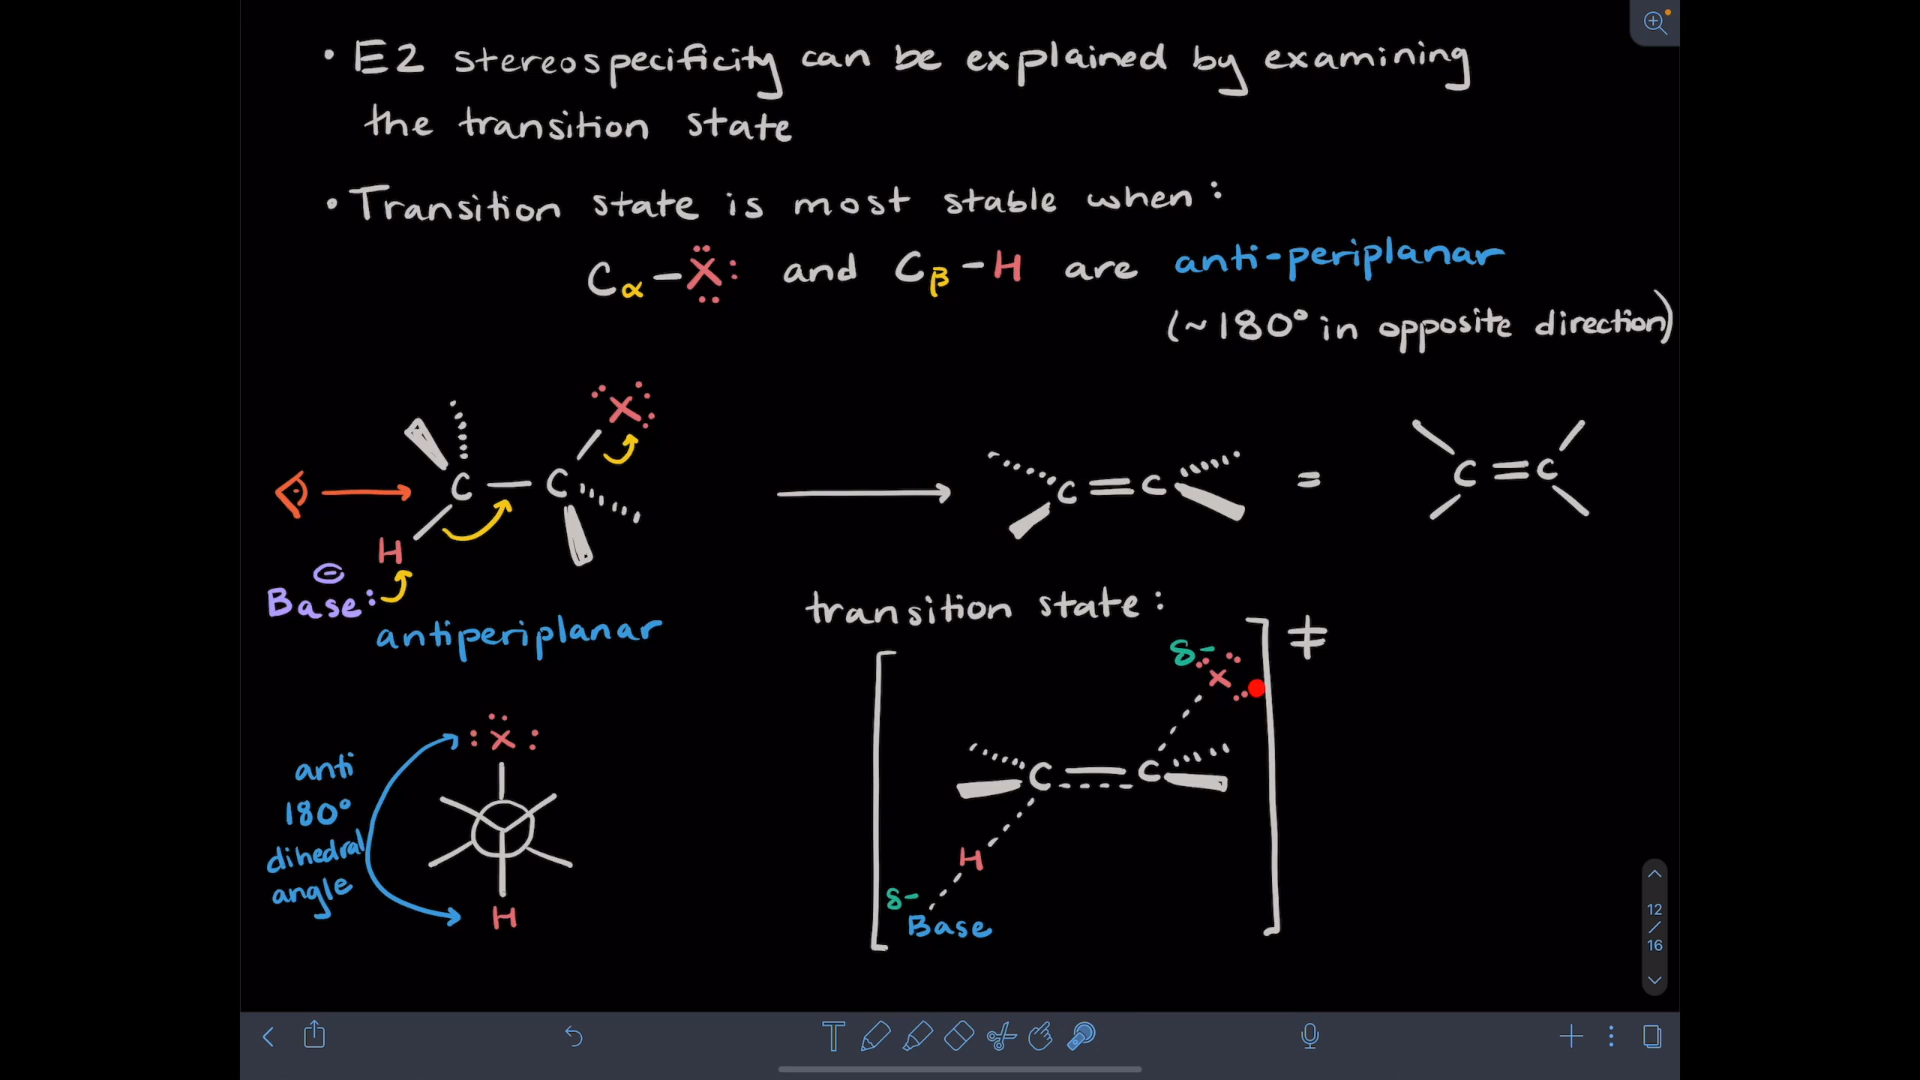 • E2 stereospecificity can be explained by examining
the transition state
• Transition state is most stable when:
Cα–X and Cβ–H are anti-periplanar
(~180° in opposite direction)
X
C – C
H
⊖
Base:
antiperiplanar
C=C
=
C=C
transition state:
δ-
X
‡
C C
H
δ-
Base
X
anti
180°
dihedral
angle
H
12
/
16
T